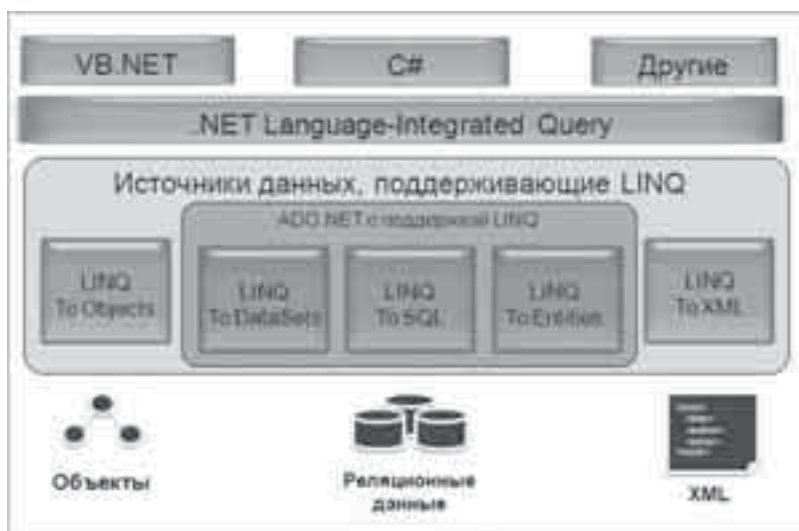 VB.NET
C#
Другие
.NET Language-Integrated Query
Источники данных, поддерживающие LINQ
ADO.NET с поддержкой LINQ
LINQ
To Objects
LINQ
To DataSets
LINQ
To SQL
LINQ
To Entities
LINQ
To XML
Объекты
Реляционные
данные
XML